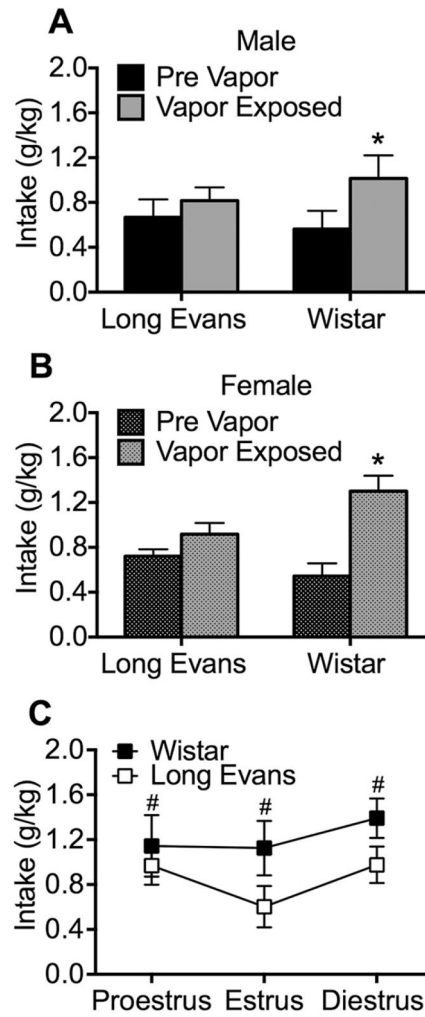 A
Male
2.0
1.6
1.2
0.8
0.4
0.0
Intake (g/kg)
Pre Vapor
Vapor Exposed
*
Long Evans
Wistar
B
Female
2.0
1.6
1.2
0.8
0.4
0.0
Intake (g/kg)
Pre Vapor
Vapor Exposed
*
Long Evans
Wistar
C
2.0
1.6
1.2
0.8
0.4
0.0
Intake (g/kg)
Wistar
Long Evans
# # #
Proestrus Estrus Diestrus